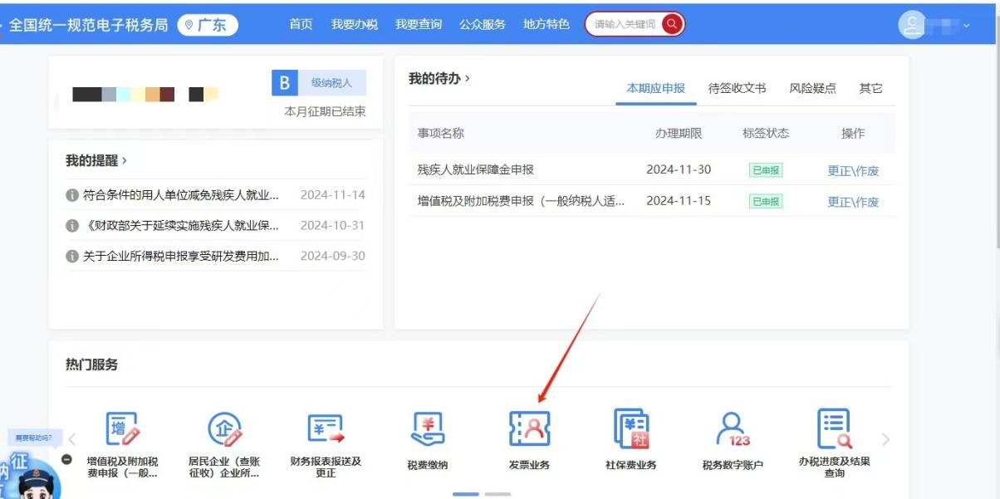 全国统一规范电子税务局 广东 首页 我要办税 我要查询 公众服务 地方特色 请输入关键词
B 级纳税人
本月征期已结束
我的提醒 ›
符合条件的用人单位减免残疾人就业... 2024-11-14
《财政部关于延续实施残疾人就业保... 2024-10-31
关于企业所得税申报享受研发费用加... 2024-09-30
我的待办 ›
本期应申报 待签收文书 风险疑点 其它
事项名称 办理期限 标签状态 操作
残疾人就业保障金申报 2024-11-30 已申报 更正\作废
增值税及附加税费申报（一般纳税人适... 2024-11-15 已申报 更正\作废
热门服务
增
企
¥
¥
¥ 社
123
增值税及附加税
费申报（一般...
居民企业（查账
征收）企业所...
财务报表报送及
更正
税费缴纳
发票业务
社保费业务
税务数字账户
办税进度及结果
查询
需要帮助吗?
征
纳